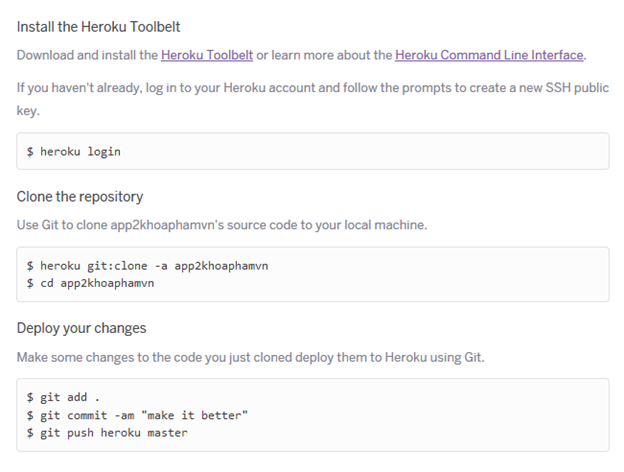 Install the Heroku Toolbelt
Download and install the Heroku Toolbelt or learn more about the Heroku Command Line Interface.
If you haven't already, log in to your Heroku account and follow the prompts to create a new SSH public
key.
$ heroku login
Clone the repository
Use Git to clone app2khoaphamvn's source code to your local machine.
$ heroku git:clone -a app2khoaphamvn
$ cd app2khoaphamvn
Deploy your changes
Make some changes to the code you just cloned deploy them to Heroku using Git.
$ git add .
$ git commit -am "make it better"
$ git push heroku master